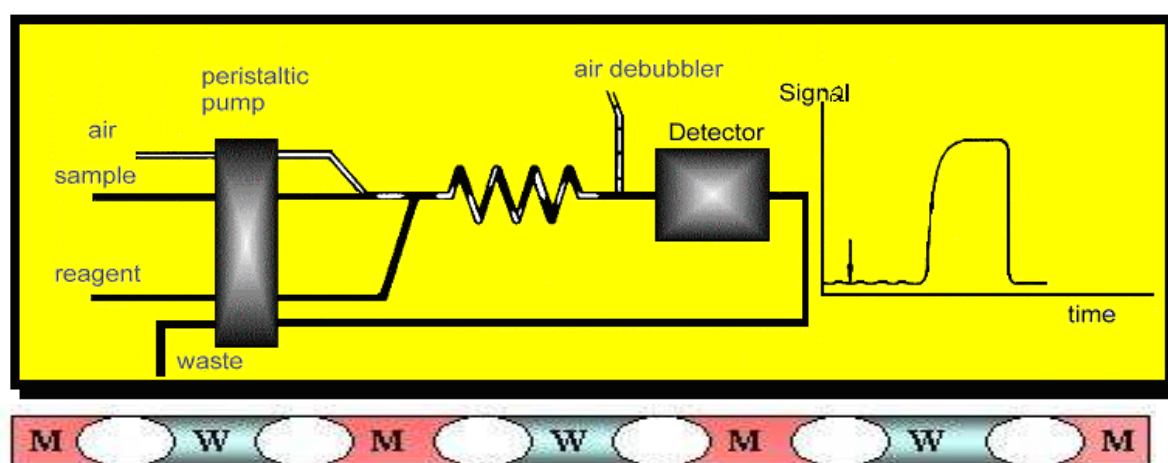 peristaltic
pump
air
sample
reagent
waste
air debubbler
Detector
Signal
time
M W M W M W M